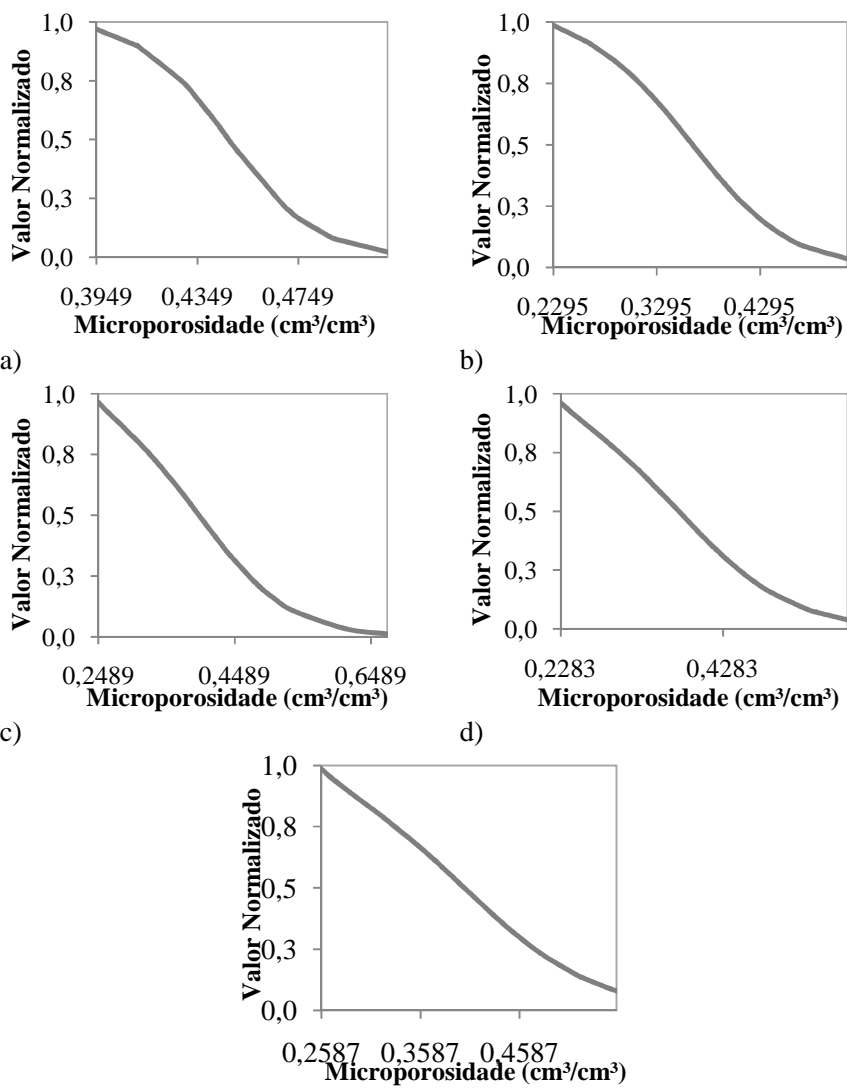 1,0
0,8
0,5
0,3
0,0
Valor Normalizado
0,3949 0,4349 0,4749
Microporosidade (cm³/cm³)
a)
1,0
0,8
0,5
0,3
0,0
Valor Normalizado
0,2295 0,3295 0,4295
Microporosidade (cm³/cm³)
b)
1,0
0,8
0,5
0,3
0,0
Valor Normalizado
0,2489 0,4489 0,6489
Microporosidade (cm³/cm³)
c)
1,0
0,8
0,5
0,3
0,0
Valor Normalizado
0,2283 0,4283
Microporosidade (cm³/cm³)
d)
1,0
0,8
0,5
0,3
0,0
Valor Normalizado
0,2587 0,3587 0,4587
Microporosidade (cm³/cm³)